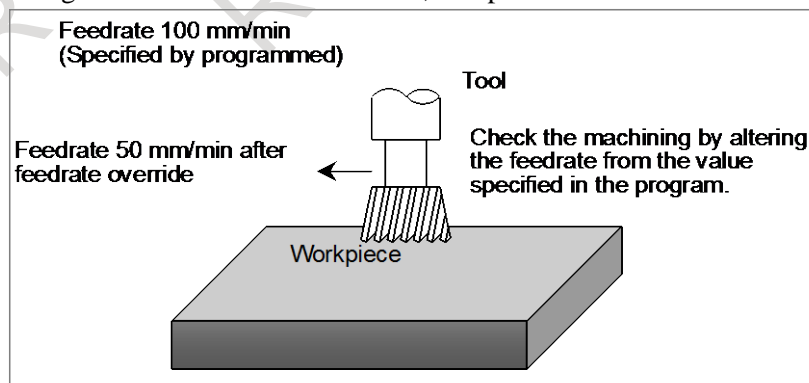 Feedrate 100 mm/min
(Specified by programmed)
Tool
Feedrate 50 mm/min after
feedrate override
Check the machining by altering
the feedrate from the value
specified in the program.
Workpiece